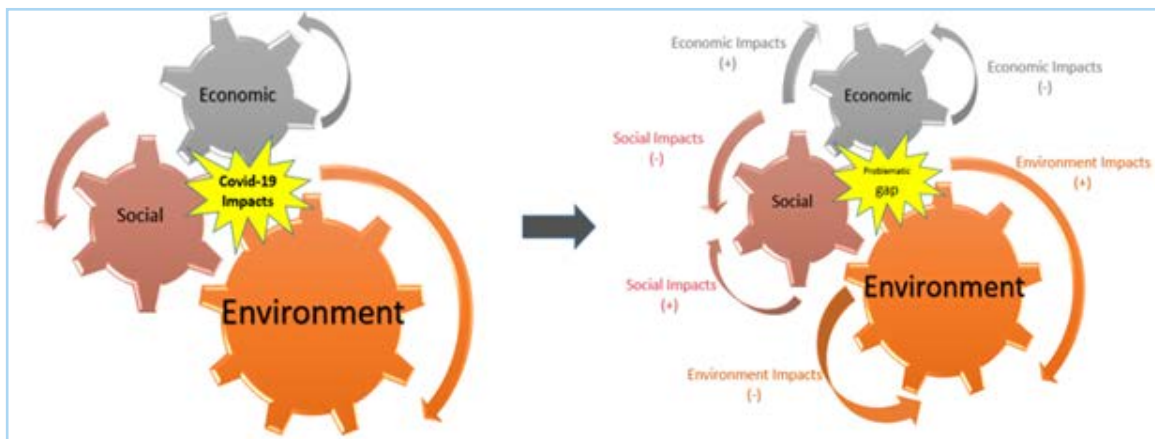 Economic
Covid-19
Impacts
Social
Environment
Economic Impacts
(+)
Economic
Economic Impacts
(-)
Social Impacts
(-)
Problematic
gap
Environment Impacts
(+)
Social
Social Impacts
(+)
Environment
Environment Impacts
(-)